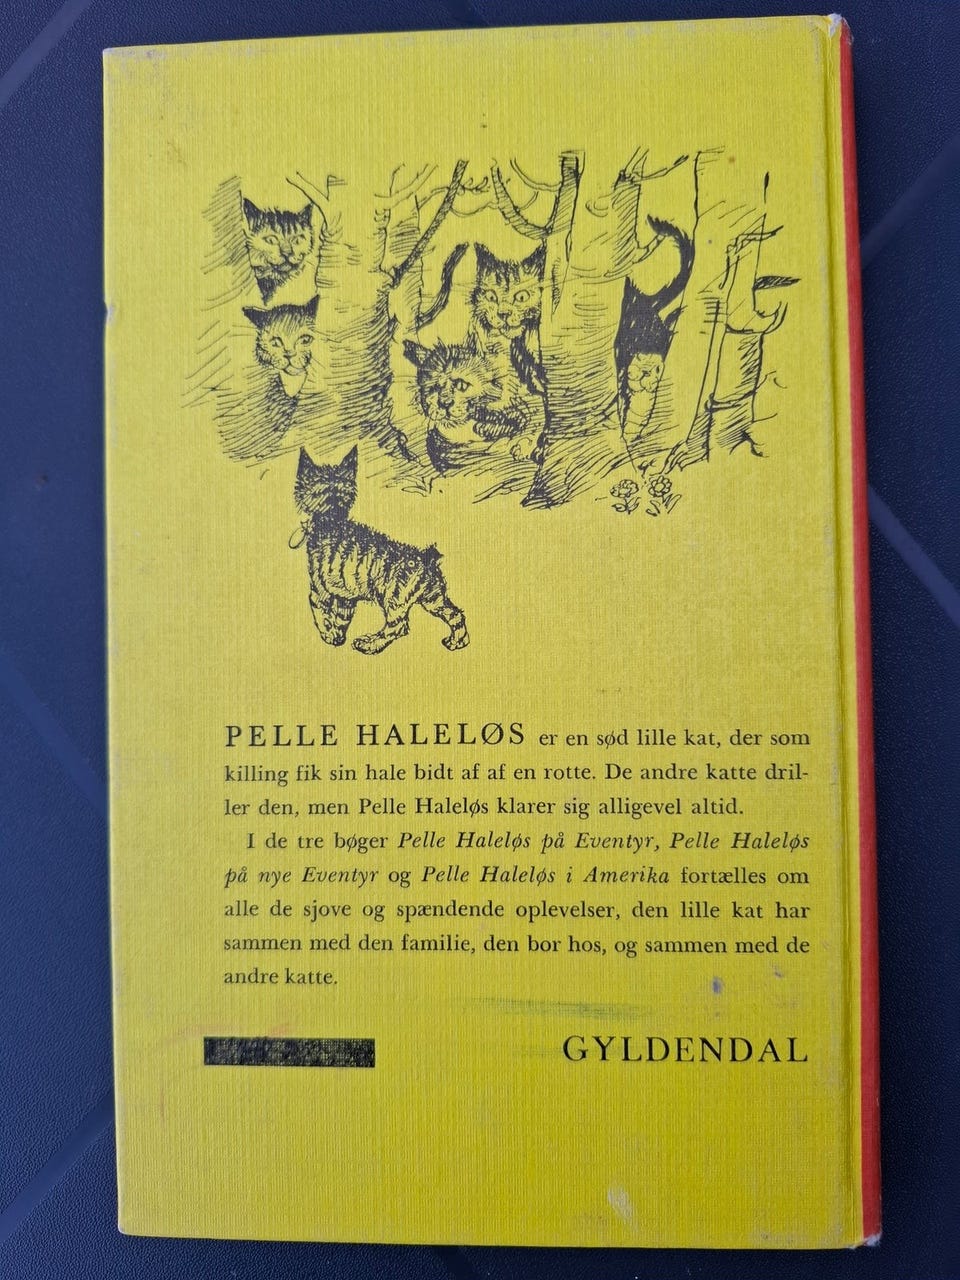 PELLE HALELØS er en sød lille kat, der som
killing fik sin hale bidt af af en rotte. De andre katte dril-
ler den, men Pelle Haleløs klarer sig alligevel altid.
I de tre bøger Pelle Haleløs på Eventyr, Pelle Haleløs
på nye Eventyr og Pelle Haleløs i Amerika fortælles om
alle de sjove og spændende oplevelser, den lille kat har
sammen med den familie, den bor hos, og sammen med de
andre katte.
GYLDENDAL